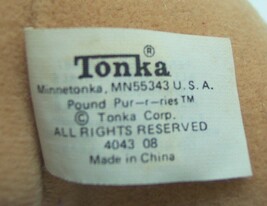 Tonka®
Minnetonka, MN55343 U.S.A.
Pound Pur-r-ries™
© Tonka Corp.
ALL RIGHTS RESERVED
4043 08
Made in China